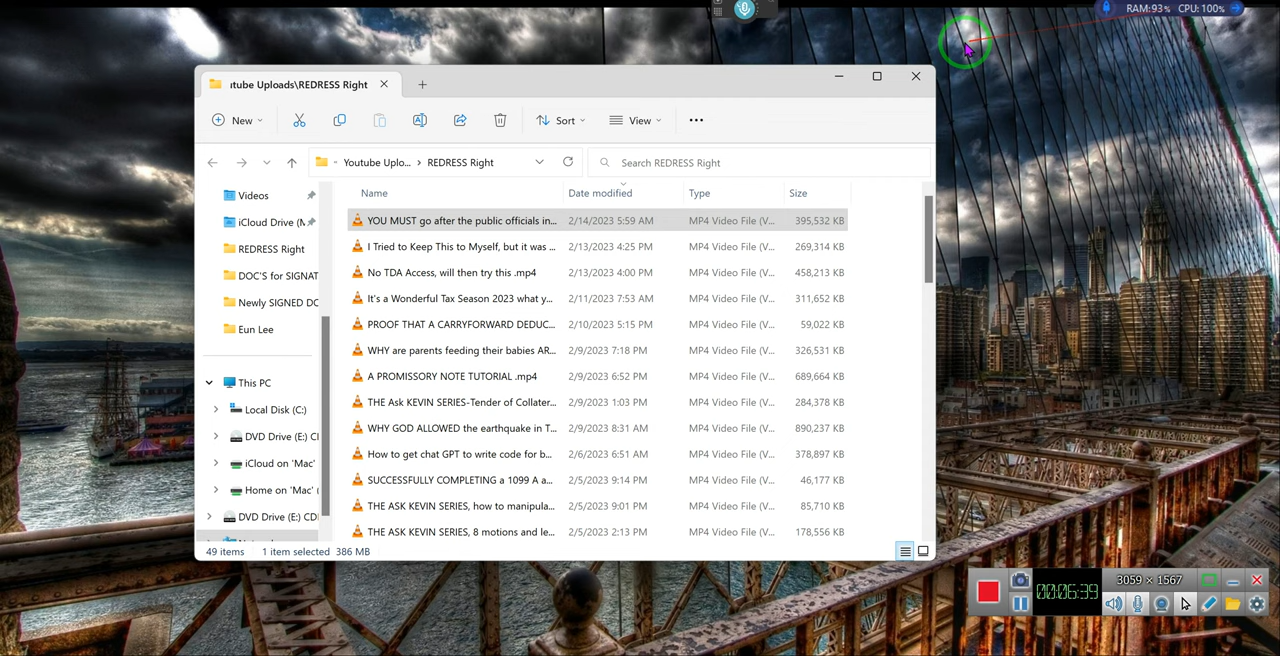 RAM:93% CPU:100%
ıtube Uploads\REDRESS Right
New
Sort
View
Youtube Uplo... > REDRESS Right
Search REDRESS Right
Name Date modified Type Size
Videos
iCloud Drive (M
REDRESS Right
DOC'S for SIGNAT
Newly SIGNED DO
Eun Lee
This PC
Local Disk (C:)
DVD Drive (E:) CI
iCloud on 'Mac'
Home on 'Mac' (
DVD Drive (E:) CD
YOU MUST go after the public officials in... 2/14/2023 5:59 AM MP4 Video File (V... 395,532 KB
I Tried to Keep This to Myself, but it was ... 2/13/2023 4:25 PM MP4 Video File (V... 269,314 KB
No TDA Access, will then try this .mp4 2/13/2023 4:00 PM MP4 Video File (V... 458,213 KB
It's a Wonderful Tax Season 2023 what y... 2/11/2023 7:53 AM MP4 Video File (V... 311,652 KB
PROOF THAT A CARRYFORWARD DEDUC... 2/10/2023 5:15 PM MP4 Video File (V... 59,022 KB
WHY are parents feeding their babies AR... 2/9/2023 7:18 PM MP4 Video File (V... 326,531 KB
A PROMISSORY NOTE TUTORIAL .mp4 2/9/2023 6:52 PM MP4 Video File (V... 689,664 KB
THE Ask KEVIN SERIES-Tender of Collater... 2/9/2023 1:03 PM MP4 Video File (V... 284,378 KB
WHY GOD ALLOWED the earthquake in T... 2/9/2023 8:31 AM MP4 Video File (V... 890,237 KB
How to get chat GPT to write code for b... 2/6/2023 6:51 AM MP4 Video File (V... 378,897 KB
SUCCESSFULLY COMPLETING a 1099 A a... 2/5/2023 9:14 PM MP4 Video File (V... 46,177 KB
THE ASK KEVIN SERIES, how to manipula... 2/5/2023 9:01 PM MP4 Video File (V... 85,710 KB
THE ASK KEVIN SERIES, 8 motions and le... 2/5/2023 2:13 PM MP4 Video File (V... 178,556 KB
49 items 1 item selected 386 MB
3059 × 1567
00:06:39